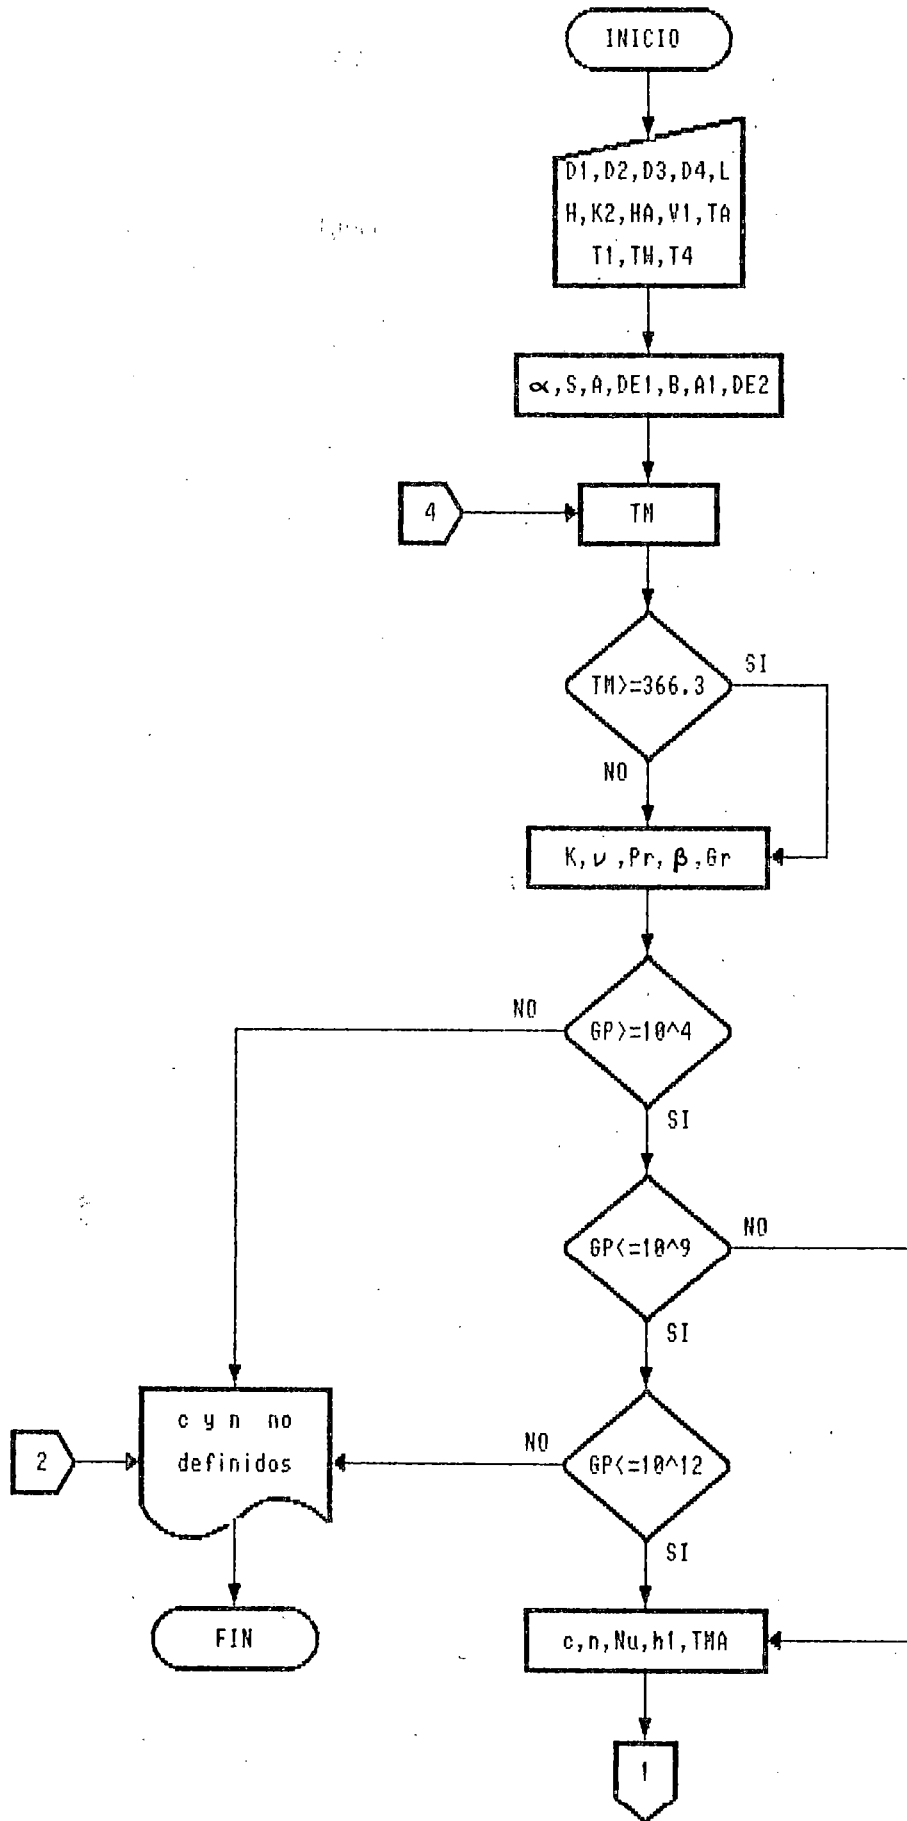 INICIO
D1,D2,D3,D4,L
H,K2,HA,V1,TA
T1,TW,T4
α,S,A,DE1,B,A1,DE2
4
TM
TM>=366.3
SI
NO
K,ν,Pr,β,Gr
GP>=10^4
NO
SI
GP<=10^9
NO
SI
c y n no
definidos
2
NO
GP<=10^12
SI
FIN
c,n,Nu,h1,TMA
1